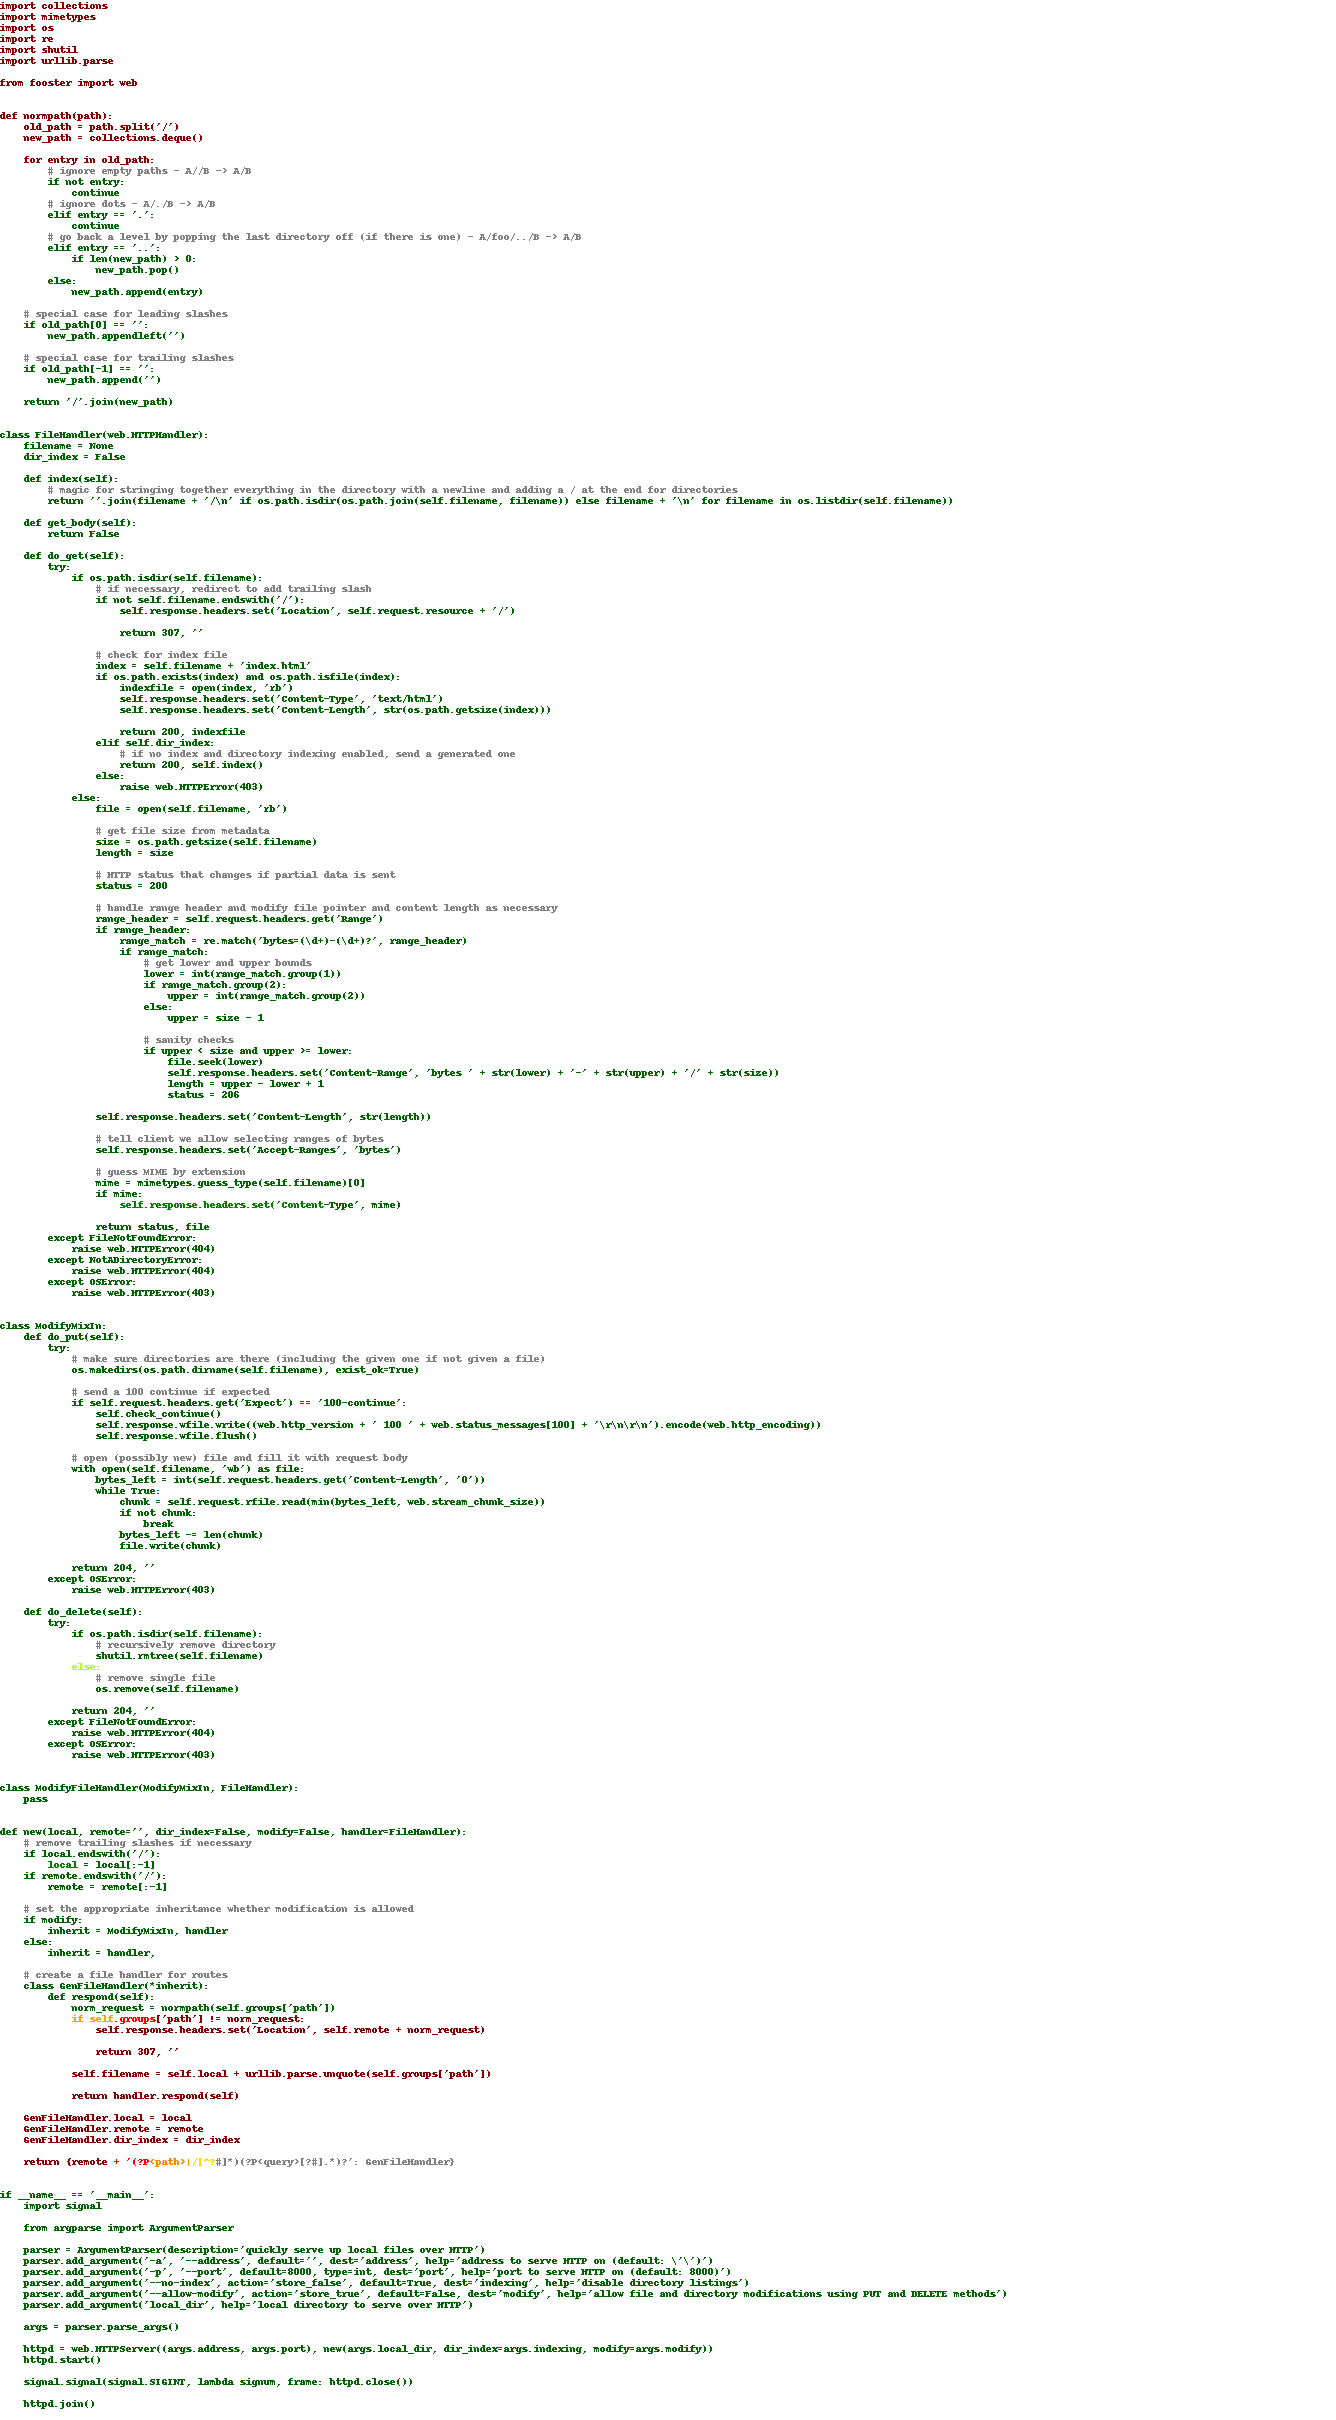 import collections
import mimetypes
import os
import re
import shutil
import urllib.parse

from fooster import web


def normpath(path):
    old_path = path.split('/')
    new_path = collections.deque()

    for entry in old_path:
        # ignore empty paths - A//B -> A/B
        if not entry:
            continue
        # ignore dots - A/./B -> A/B
        elif entry == '.':
            continue
        # go back a level by popping the last directory off (if there is one) - A/foo/../B -> A/B
        elif entry == '..':
            if len(new_path) > 0:
                new_path.pop()
        else:
            new_path.append(entry)

    # special case for leading slashes
    if old_path[0] == '':
        new_path.appendleft('')

    # special case for trailing slashes
    if old_path[-1] == '':
        new_path.append('')

    return '/'.join(new_path)


class FileHandler(web.HTTPHandler):
    filename = None
    dir_index = False

    def index(self):
        # magic for stringing together everything in the directory with a newline and adding a / at the end for directories
        return ''.join(filename + '/\n' if os.path.isdir(os.path.join(self.filename, filename)) else filename + '\n' for filename in os.listdir(self.filename))

    def get_body(self):
        return False

    def do_get(self):
        try:
            if os.path.isdir(self.filename):
                # if necessary, redirect to add trailing slash
                if not self.filename.endswith('/'):
                    self.response.headers.set('Location', self.request.resource + '/')

                    return 307, ''

                # check for index file
                index = self.filename + 'index.html'
                if os.path.exists(index) and os.path.isfile(index):
                    indexfile = open(index, 'rb')
                    self.response.headers.set('Content-Type', 'text/html')
                    self.response.headers.set('Content-Length', str(os.path.getsize(index)))

                    return 200, indexfile
                elif self.dir_index:
                    # if no index and directory indexing enabled, send a generated one
                    return 200, self.index()
                else:
                    raise web.HTTPError(403)
            else:
                file = open(self.filename, 'rb')

                # get file size from metadata
                size = os.path.getsize(self.filename)
                length = size

                # HTTP status that changes if partial data is sent
                status = 200

                # handle range header and modify file pointer and content length as necessary
                range_header = self.request.headers.get('Range')
                if range_header:
                    range_match = re.match('bytes=(\d+)-(\d+)?', range_header)
                    if range_match:
                        # get lower and upper bounds
                        lower = int(range_match.group(1))
                        if range_match.group(2):
                            upper = int(range_match.group(2))
                        else:
                            upper = size - 1

                        # sanity checks
                        if upper < size and upper >= lower:
                            file.seek(lower)
                            self.response.headers.set('Content-Range', 'bytes ' + str(lower) + '-' + str(upper) + '/' + str(size))
                            length = upper - lower + 1
                            status = 206

                self.response.headers.set('Content-Length', str(length))

                # tell client we allow selecting ranges of bytes
                self.response.headers.set('Accept-Ranges', 'bytes')

                # guess MIME by extension
                mime = mimetypes.guess_type(self.filename)[0]
                if mime:
                    self.response.headers.set('Content-Type', mime)

                return status, file
        except FileNotFoundError:
            raise web.HTTPError(404)
        except NotADirectoryError:
            raise web.HTTPError(404)
        except OSError:
            raise web.HTTPError(403)


class ModifyMixIn:
    def do_put(self):
        try:
            # make sure directories are there (including the given one if not given a file)
            os.makedirs(os.path.dirname(self.filename), exist_ok=True)

            # send a 100 continue if expected
            if self.request.headers.get('Expect') == '100-continue':
                self.check_continue()
                self.response.wfile.write((web.http_version + ' 100 ' + web.status_messages[100] + '\r\n\r\n').encode(web.http_encoding))
                self.response.wfile.flush()

            # open (possibly new) file and fill it with request body
            with open(self.filename, 'wb') as file:
                bytes_left = int(self.request.headers.get('Content-Length', '0'))
                while True:
                    chunk = self.request.rfile.read(min(bytes_left, web.stream_chunk_size))
                    if not chunk:
                        break
                    bytes_left -= len(chunk)
                    file.write(chunk)

            return 204, ''
        except OSError:
            raise web.HTTPError(403)

    def do_delete(self):
        try:
            if os.path.isdir(self.filename):
                # recursively remove directory
                shutil.rmtree(self.filename)
            else:
                # remove single file
                os.remove(self.filename)

            return 204, ''
        except FileNotFoundError:
            raise web.HTTPError(404)
        except OSError:
            raise web.HTTPError(403)


class ModifyFileHandler(ModifyMixIn, FileHandler):
    pass


def new(local, remote='', dir_index=False, modify=False, handler=FileHandler):
    # remove trailing slashes if necessary
    if local.endswith('/'):
        local = local[:-1]
    if remote.endswith('/'):
        remote = remote[:-1]

    # set the appropriate inheritance whether modification is allowed
    if modify:
        inherit = ModifyMixIn, handler
    else:
        inherit = handler,

    # create a file handler for routes
    class GenFileHandler(*inherit):
        def respond(self):
            norm_request = normpath(self.groups['path'])
            if self.groups['path'] != norm_request:
                self.response.headers.set('Location', self.remote + norm_request)

                return 307, ''

            self.filename = self.local + urllib.parse.unquote(self.groups['path'])

            return handler.respond(self)

    GenFileHandler.local = local
    GenFileHandler.remote = remote
    GenFileHandler.dir_index = dir_index

    return {remote + '(?P<path>|/[^?#]*)(?P<query>[?#].*)?': GenFileHandler}


if __name__ == '__main__':
    import signal

    from argparse import ArgumentParser

    parser = ArgumentParser(description='quickly serve up local files over HTTP')
    parser.add_argument('-a', '--address', default='', dest='address', help='address to serve HTTP on (default: \'\')')
    parser.add_argument('-p', '--port', default=8000, type=int, dest='port', help='port to serve HTTP on (default: 8000)')
    parser.add_argument('--no-index', action='store_false', default=True, dest='indexing', help='disable directory listings')
    parser.add_argument('--allow-modify', action='store_true', default=False, dest='modify', help='allow file and directory modifications using PUT and DELETE methods')
    parser.add_argument('local_dir', help='local directory to serve over HTTP')

    args = parser.parse_args()

    httpd = web.HTTPServer((args.address, args.port), new(args.local_dir, dir_index=args.indexing, modify=args.modify))
    httpd.start()

    signal.signal(signal.SIGINT, lambda signum, frame: httpd.close())

    httpd.join()